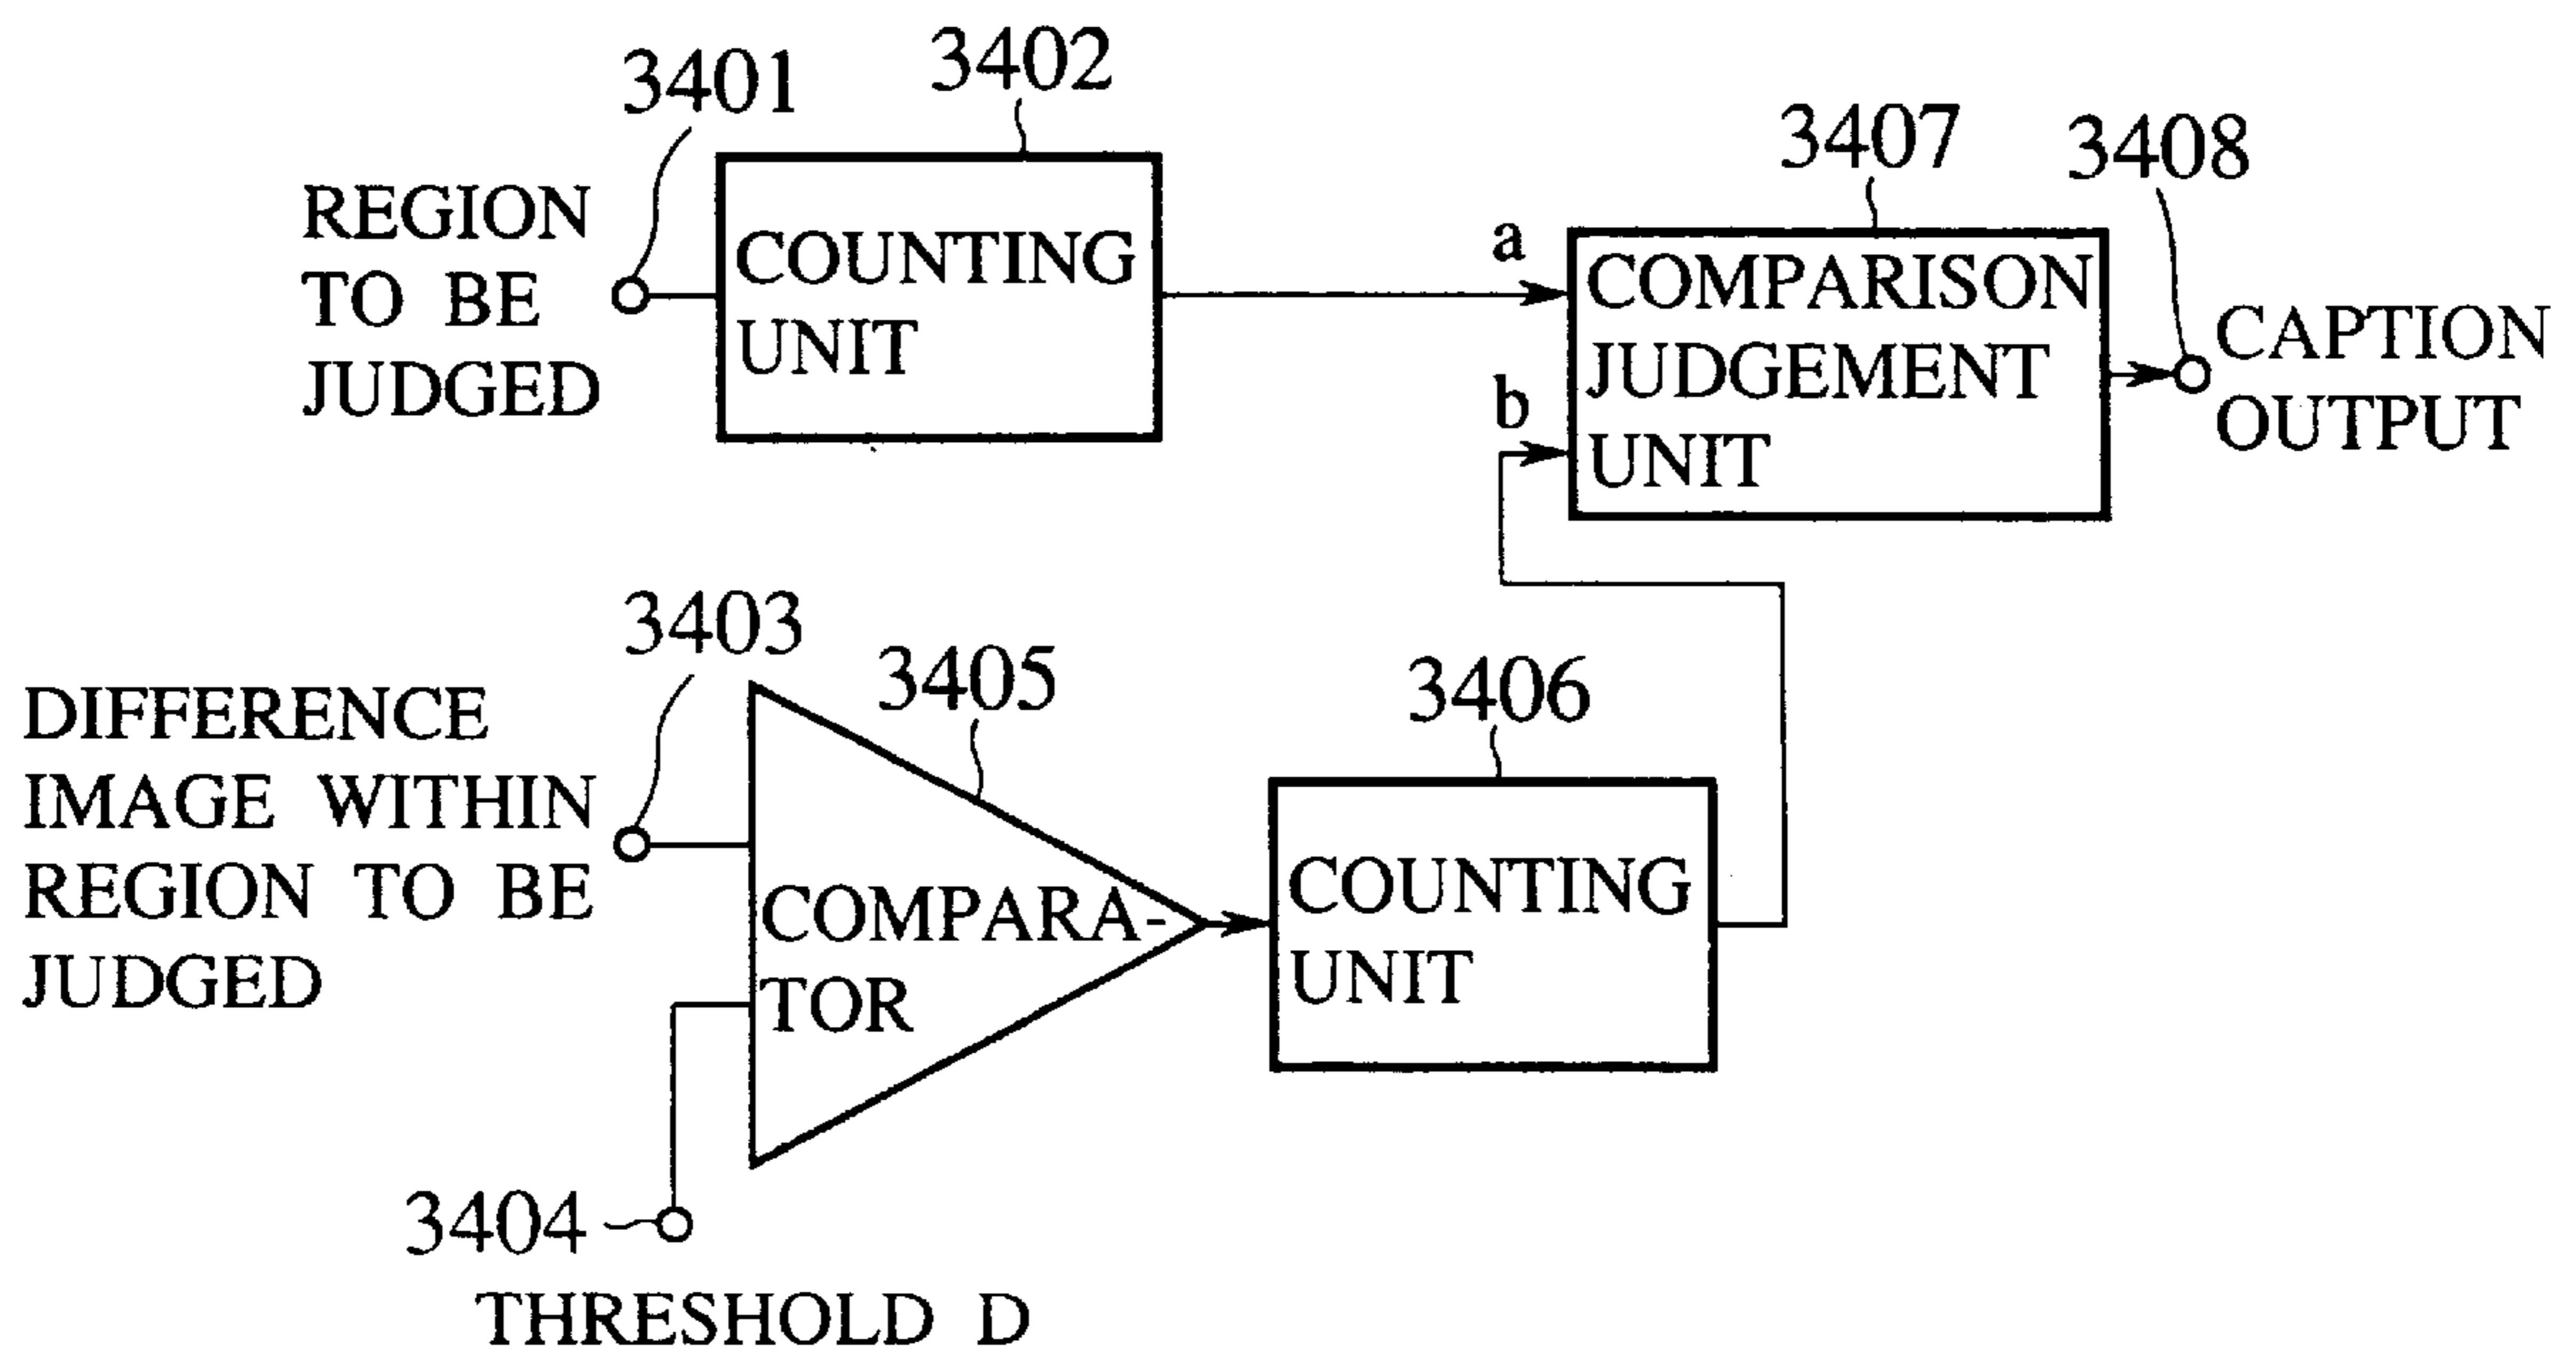 3401
3402
REGION
TO BE
JUDGED
COUNTING
UNIT
3407
3408
a
b
COMPARISON
JUDGEMENT
UNIT
CAPTION
OUTPUT
3403
3405
3406
DIFFERENCE
IMAGE WITHIN
REGION TO BE
JUDGED
COMPARA-
TOR
COUNTING
UNIT
3404
THRESHOLD D